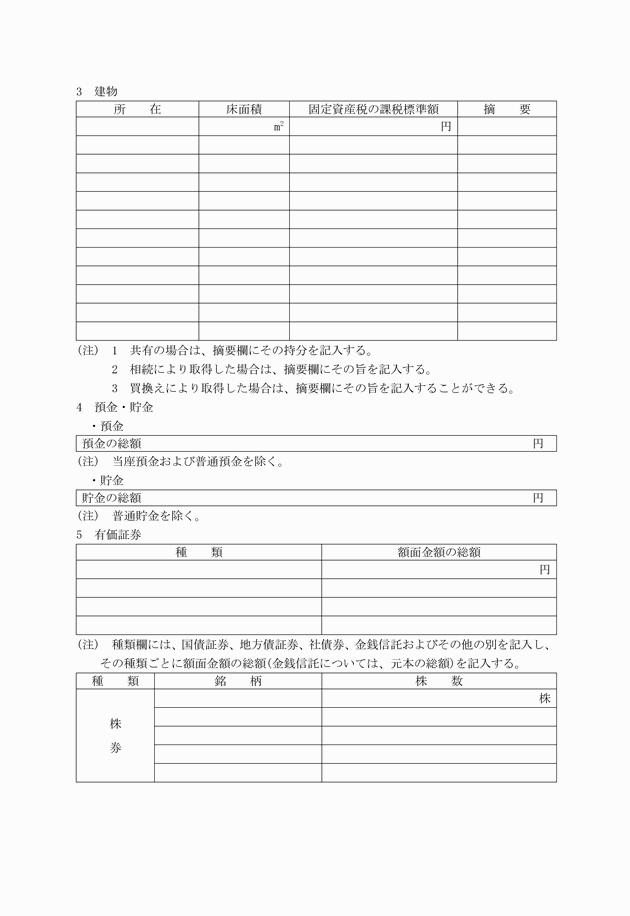 3　建物
所　　在　床面積　固定資産税の課税標準額　摘　　要
㎡　円
(注)　1　共有の場合は、摘要欄にその持分を記入する。
2　相続により取得した場合は、摘要欄にその旨を記入する。
3　買換えにより取得した場合は、摘要欄にその旨を記入することができる。
4　預金・貯金
・預金
預金の総額　円
(注)　当座預金および普通預金を除く。
・貯金
貯金の総額　円
(注)　普通貯金を除く。
5　有価証券
種　　類　額面金額の総額
円
(注)　種類欄には、国債証券、地方債証券、社債券、金銭信託およびその他の別を記入し、
その種類ごとに額面金額の総額(金銭信託については、元本の総額)を記入する。
種　　類　銘　　柄　株　　数
株
株
券